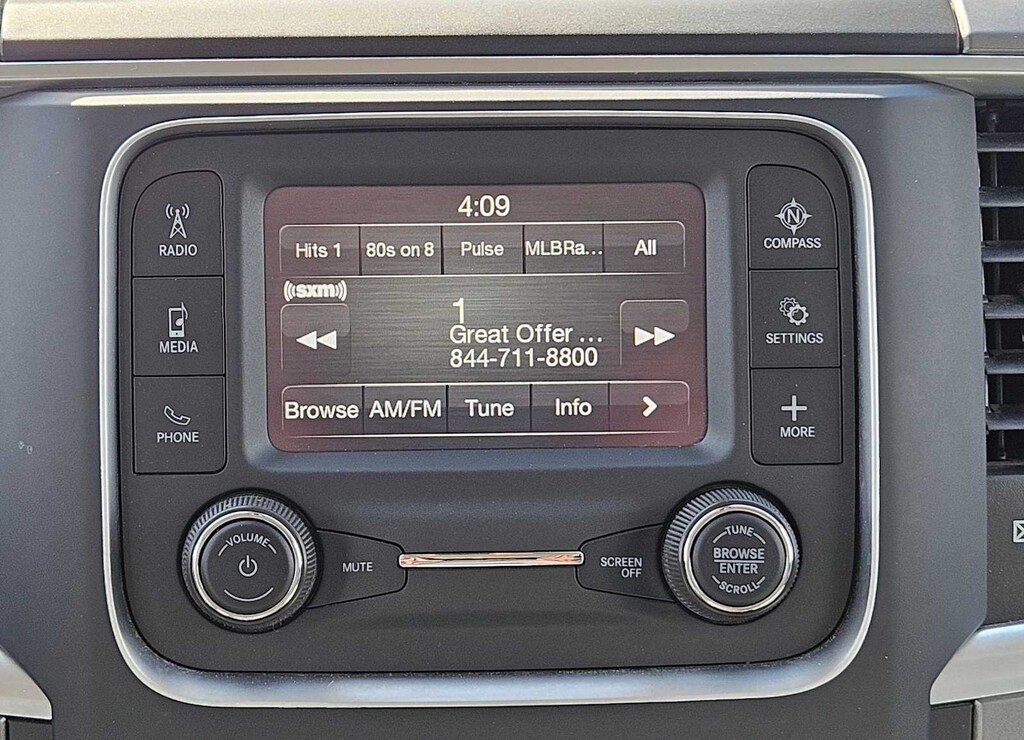 4:09
Hits 1 80s on 8 Pulse MLBRa... All
((sxm))
1
Great Offer ...
844-711-8800
Browse AM/FM Tune Info >
RADIO
MEDIA
PHONE
N
COMPASS
SETTINGS
MORE
VOLUME
MUTE
SCREEN
OFF
TUNE
BROWSE
ENTER
SCROLL